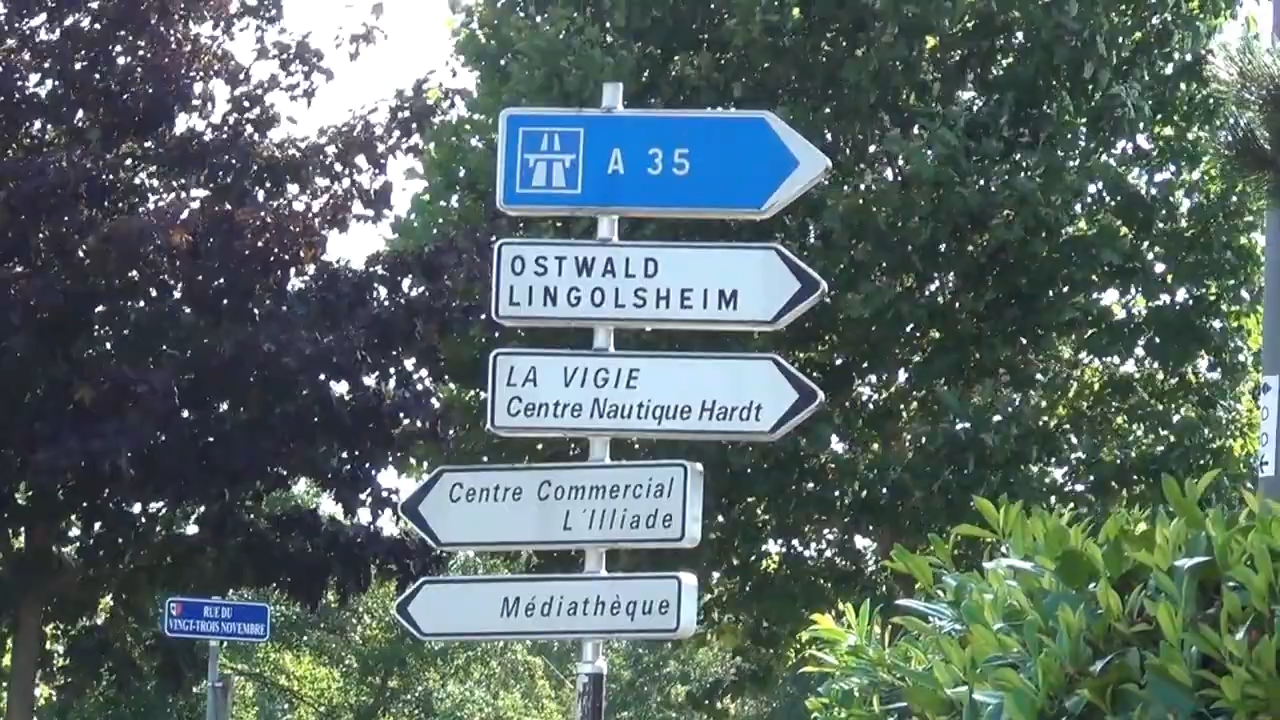 A 35
OSTWALD
LINGOLSHEIM
LA VIGIE
Centre Nautique Hardt
Centre Commercial
L'Illiade
Médiathèque
RUE DU
VINGT-TROIS NOVEMBRE